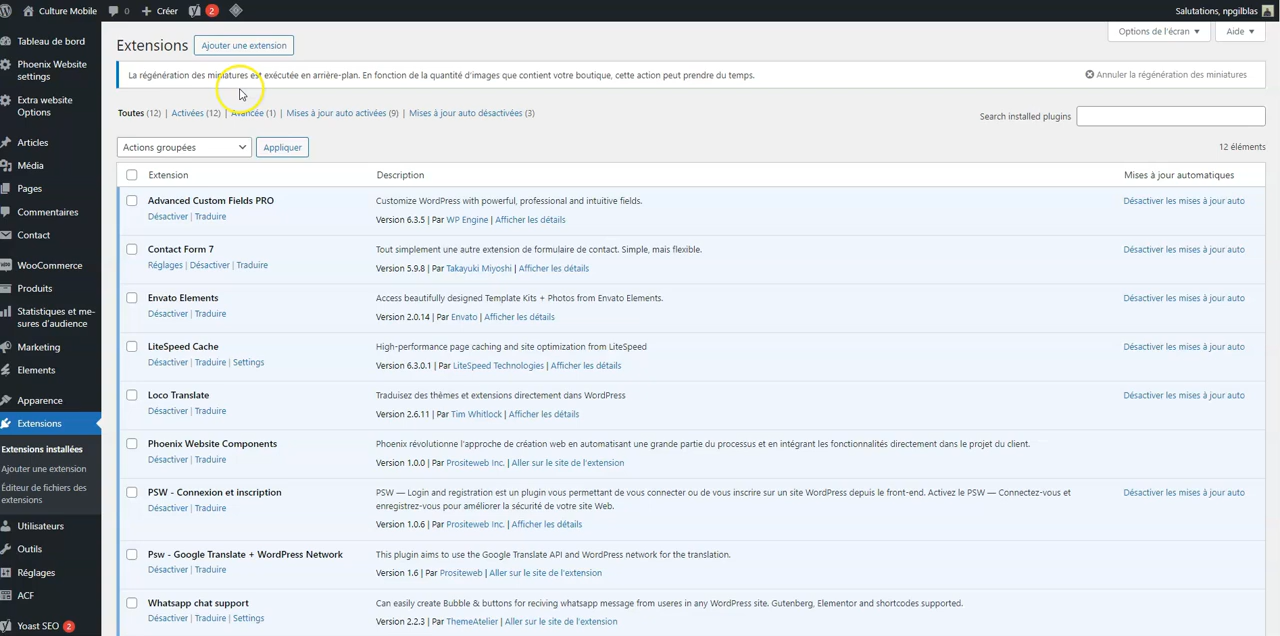 Culture Mobile 0 Créer 2 Salutations, npgilblas
Tableau de bord
Phoenix Website
settings
Extra website
Options
Articles
Média
Pages
Commentaires
Contact
WooCommerce
Produits
Statistiques et me-
sures d'audience
Marketing
Elements
Apparence
Extensions
Extensions installées
Ajouter une extension
Éditeur de fichiers des
extensions
Utilisateurs
Outils
Réglages
ACF
Yoast SEO 2
Options de l'écran ▼ Aide ▼
Extensions Ajouter une extension
La régénération des miniatures est exécutée en arrière-plan. En fonction de la quantité d'images que contient votre boutique, cette action peut prendre du temps. Annuler la régénération des miniatures
Toutes (12) | Activées (12) | Avancée (1) | Mises à jour auto activées (9) | Mises à jour auto désactivées (3)
Search installed plugins
Actions groupées Appliquer 12 éléments
Extension Description Mises à jour automatiques
Advanced Custom Fields PRO Customize WordPress with powerful, professional and intuitive fields. Désactiver les mises à jour auto
Désactiver | Traduire Version 6.3.5 | Par WP Engine | Afficher les détails
Contact Form 7 Tout simplement une autre extension de formulaire de contact. Simple, mais flexible. Désactiver les mises à jour auto
Réglages | Désactiver | Traduire Version 5.9.8 | Par Takayuki Miyoshi | Afficher les détails
Envato Elements Access beautifully designed Template Kits + Photos from Envato Elements. Désactiver les mises à jour auto
Désactiver | Traduire Version 2.0.14 | Par Envato | Afficher les détails
LiteSpeed Cache High-performance page caching and site optimization from LiteSpeed Désactiver les mises à jour auto
Désactiver | Traduire | Settings Version 6.3.0.1 | Par LiteSpeed Technologies | Afficher les détails
Loco Translate Traduisez des thèmes et extensions directement dans WordPress Désactiver les mises à jour auto
Désactiver | Traduire Version 2.6.11 | Par Tim Whitlock | Afficher les détails
Phoenix Website Components Phoenix révolutionne l'approche de création web en automatisant une grande partie du processus et en intégrant les fonctionnalités directement dans le projet du client.
Désactiver | Traduire Version 1.0.0 | Par Prositeweb Inc. | Aller sur le site de l'extension
PSW - Connexion et inscription PSW — Login and registration est un plugin vous permettant de vous connecter ou de vous inscrire sur un site WordPress depuis le front-end. Activez le PSW — Connectez-vous et Désactiver les mises à jour auto
Désactiver | Traduire enregistrez-vous pour améliorer la sécurité de votre site Web.
Version 1.0.6 | Par Prositeweb Inc. | Afficher les détails
Psw - Google Translate + WordPress Network This plugin aims to use the Google Translate API and WordPress network for the translation.
Désactiver | Traduire Version 1.6 | Par Prositeweb | Aller sur le site de l'extension
Whatsapp chat support Can easily create Bubble & buttons for reciving whatsapp message from useres in any WordPress site. Gutenberg, Elementor and shortcodes supported.
Désactiver | Traduire | Settings Version 2.2.3 | Par ThemeAtelier | Aller sur le site de l'extension